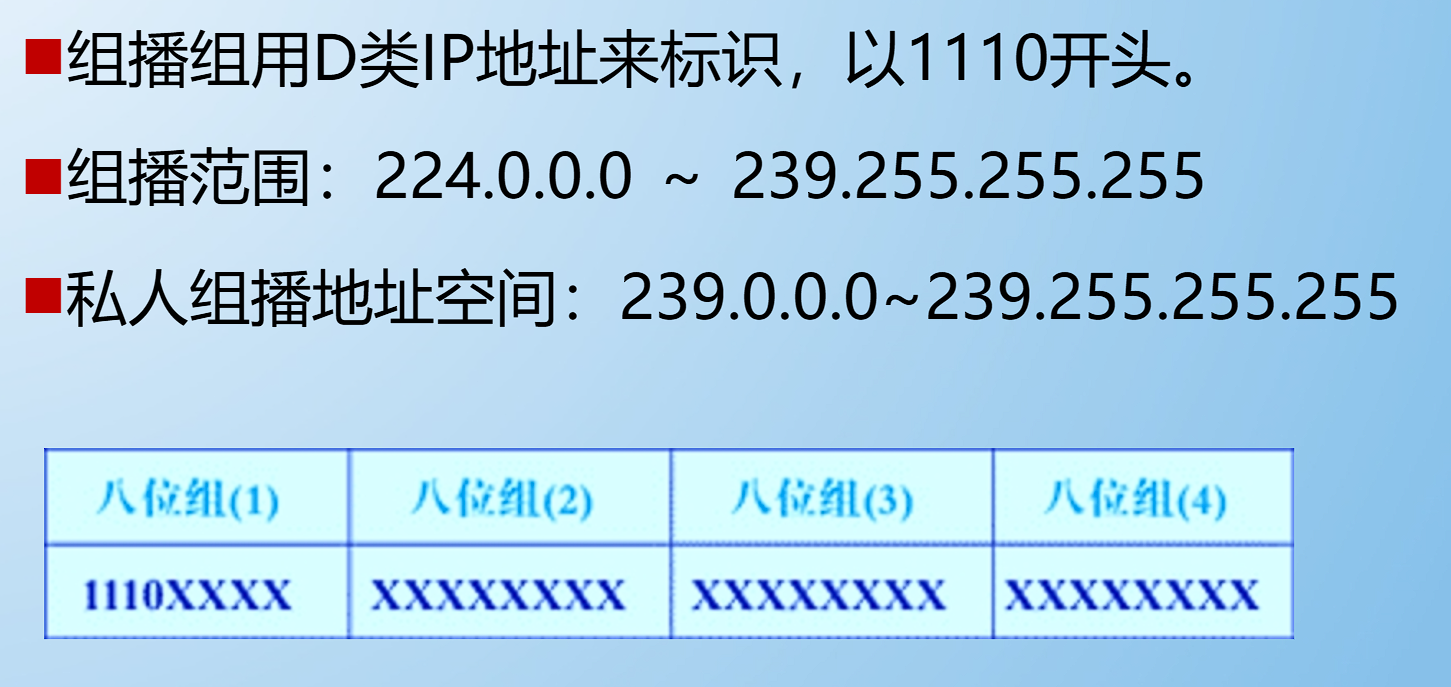 ■组播组用D类IP地址来标识，以1110开头。
■组播范围：224.0.0.0 ~ 239.255.255.255
■私人组播地址空间：239.0.0.0~239.255.255.255
八位组(1) 八位组(2) 八位组(3) 八位组(4)
1110XXXX XXXXXXXX XXXXXXXX XXXXXXXX